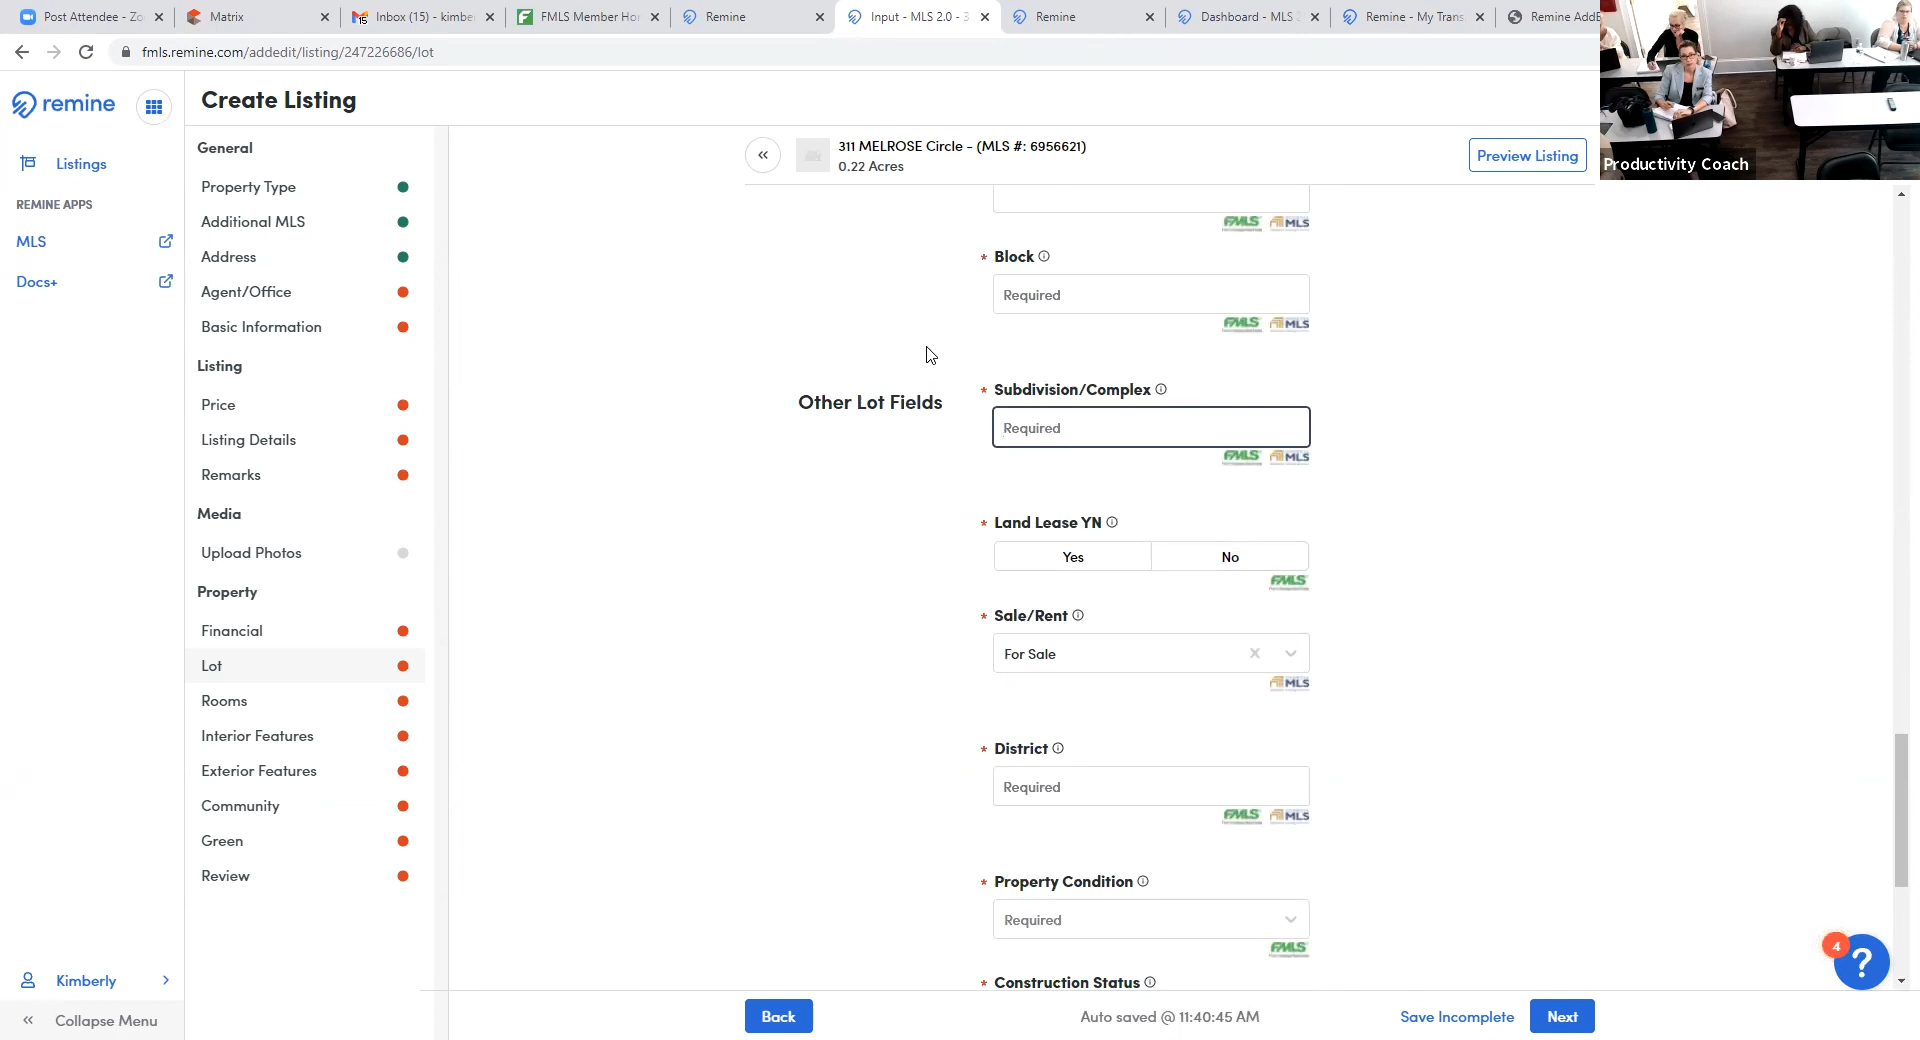 Post Attendee - Zo
Matrix
Inbox (15) - kimbe
FMLS Member Ho
Remine
Input - MLS 2.0 - 3
Remine
Dashboard - MLS 2
Remine - My Trans
Remine AddE
fmls.remine.com/addedit/listing/247226686/lot
remine
Listings
REMINE APPS
MLS
Docs+
Kimberly
Collapse Menu
Create Listing
General
Property Type
Additional MLS
Address
Agent/Office
Basic Information
Listing
Price
Listing Details
Remarks
Media
Upload Photos
Property
Financial
Lot
Rooms
Interior Features
Exterior Features
Community
Green
Review
311 MELROSE Circle - (MLS #: 6956621)
0.22 Acres
Preview Listing
FMLS MLS
* Block
Required
FMLS MLS
Other Lot Fields
* Subdivision/Complex
Required
FMLS MLS
* Land Lease YN
Yes No
FMLS
* Sale/Rent
For Sale
MLS
* District
Required
FMLS MLS
* Property Condition
Required
FMLS
* Construction Status
Back
Auto saved @ 11:40:45 AM
Save Incomplete
Next
4
?
Productivity Coach